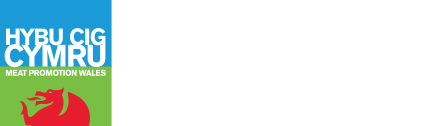 HYBU CIG
CYMRU
MEAT PROMOTION WALES